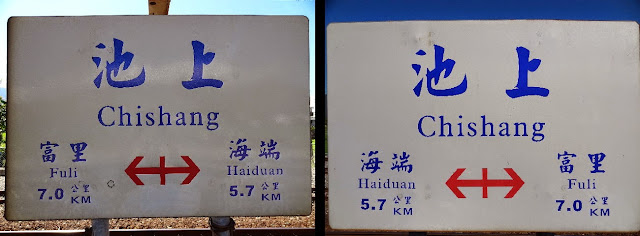 池上
Chishang
富里 海端
Fuli Haiduan
7.0 公里 KM 5.7 公里 KM
池上
Chishang
海端 富里
Haiduan Fuli
5.7 公里 KM 7.0 公里 KM